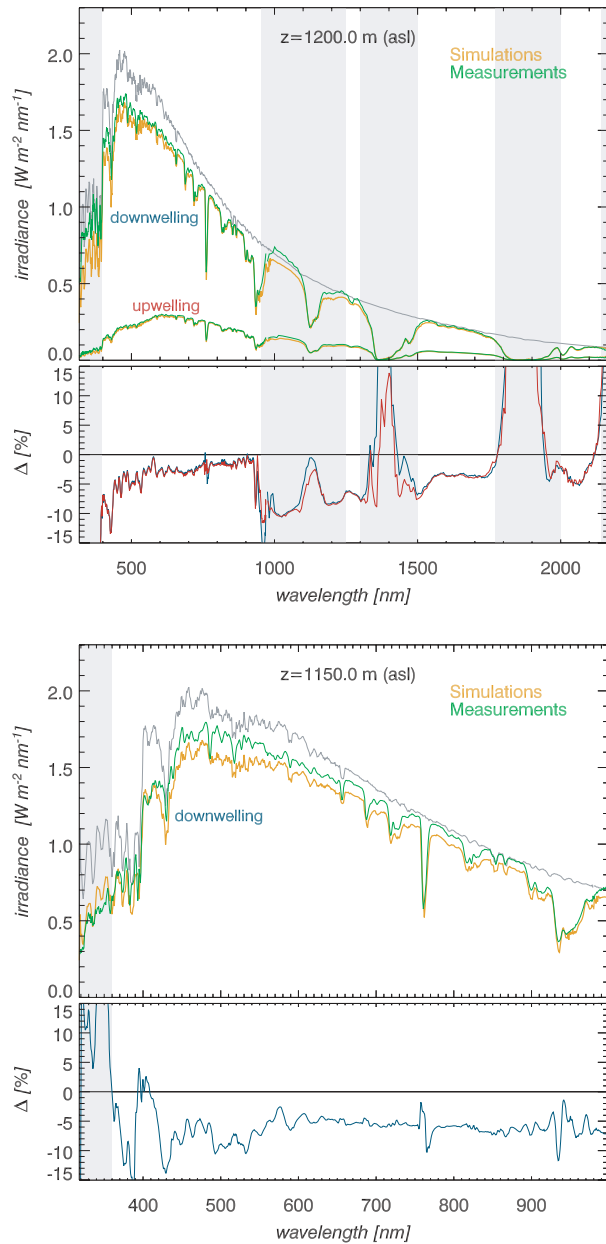 z=1200.0 m (asl)
Simulations
Measurements
irradiance [W m-2 nm-1]
2.0
1.5
1.0
0.5
0.0
downwelling
upwelling
Δ [%]
15
10
5
0
-5
-10
-15
500
1000
1500
2000
wavelength [nm]
z=1150.0 m (asl)
Simulations
Measurements
irradiance [W m-2 nm-1]
2.0
1.5
1.0
0.5
0.0
downwelling
Δ [%]
15
10
5
0
-5
-10
-15
400
500
600
700
800
900
wavelength [nm]